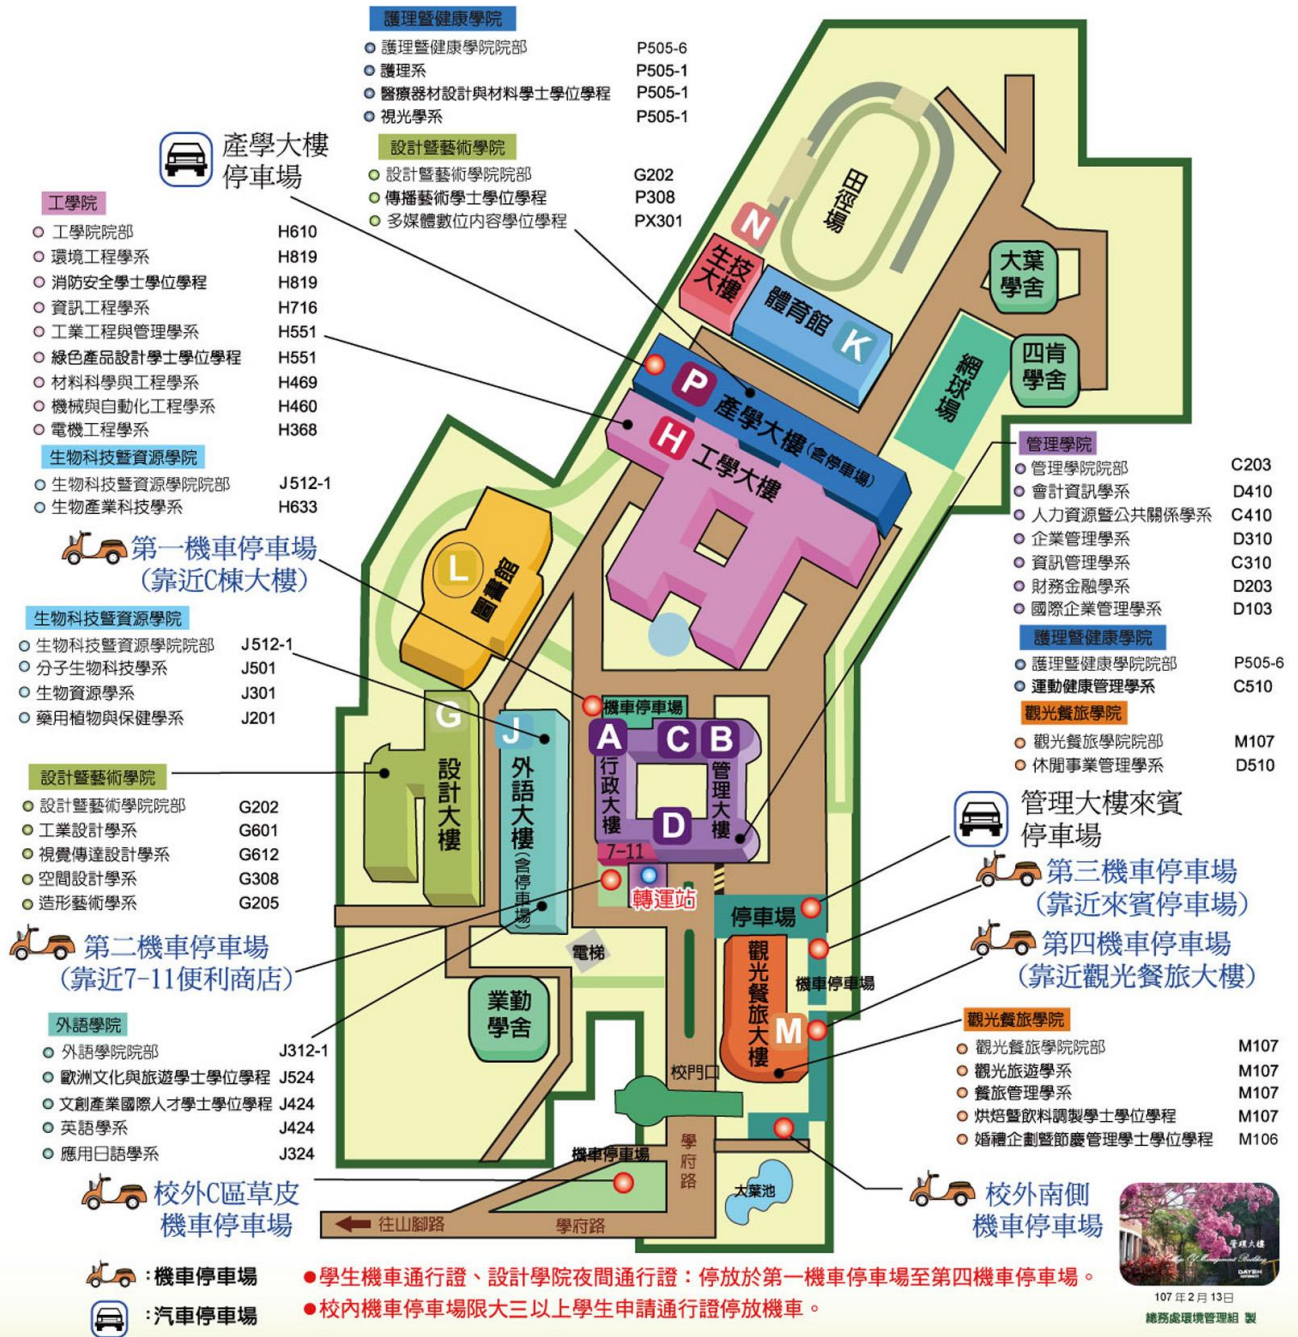 護理暨健康學院
護理暨健康學院院部 P505-6
護理系 P505-1
醫療器材設計與材料學士學位學程 P505-1
視光學系 P505-1
設計暨藝術學院
設計暨藝術學院院部 G202
傳播藝術學士學位學程 P308
多媒體數位內容學位學程 PX301
產學大樓
停車場
工學院
工學院院部 H610
環境工程學系 H819
消防安全學士學位學程 H819
資訊工程學系 H716
工業工程與管理學系 H551
綠色產品設計學士學位學程 H551
材料科學與工程學系 H469
機械與自動化工程學系 H460
電機工程學系 H368
生物科技暨資源學院
生物科技暨資源學院院部 J512-1
生物產業科技學系 H633
第一機車停車場
(靠近C棟大樓)
生物科技暨資源學院
生物科技暨資源學院院部 J512-1
分子生物科技學系 J501
生物資源學系 J301
藥用植物與保健學系 J201
設計暨藝術學院
設計暨藝術學院院部 G202
工業設計學系 G601
視覺傳達設計學系 G612
空間設計學系 G308
造形藝術學系 G205
第二機車停車場
(靠近7-11便利商店)
外語學院
外語學院院部 J312-1
歐洲文化與旅遊學士學位學程 J524
文創產業國際人才學士學位學程 J424
英語學系 J424
應用日語學系 J324
校外C區草皮
機車停車場
田徑場
N
生技
大樓
體育館 K
大葉
學舍
四肯
學舍
網球場
P 產學大樓(含停車場)
H 工學大樓
L 圖書館
G
設計大樓
J
外語大樓(含停車場)
機車停車場
A C B
行政大樓
管理大樓
D
7-11
轉運站
停車場
電梯
業勤
學舍
觀光餐旅大樓
M
機車停車場
校門口
機車停車場
學府路
大葉池
往山腳路 學府路
管理學院
管理學院院部 C203
會計資訊學系 D410
人力資源暨公共關係學系 C410
企業管理學系 D310
資訊管理學系 C310
財務金融學系 D203
國際企業管理學系 D103
護理暨健康學院
護理暨健康學院院部 P505-6
運動健康管理學系 C510
觀光餐旅學院
觀光餐旅學院院部 M107
休閒事業管理學系 D510
管理大樓來賓
停車場
第三機車停車場
(靠近來賓停車場)
第四機車停車場
(靠近觀光餐旅大樓)
觀光餐旅學院
觀光餐旅學院院部 M107
觀光旅遊學系 M107
餐旅管理學系 M107
烘焙暨飲料調製學士學位學程 M107
婚禮企劃暨節慶管理學士學位學程 M106
校外南側
機車停車場
管理大樓
College Of Management Building
DAYEH
107年2月13日
總務處環境管理組 製
:機車停車場
:汽車停車場
●學生機車通行證、設計學院夜間通行證:停放於第一機車停車場至第四機車停車場。
●校內機車停車場限大三以上學生申請通行證停放機車。